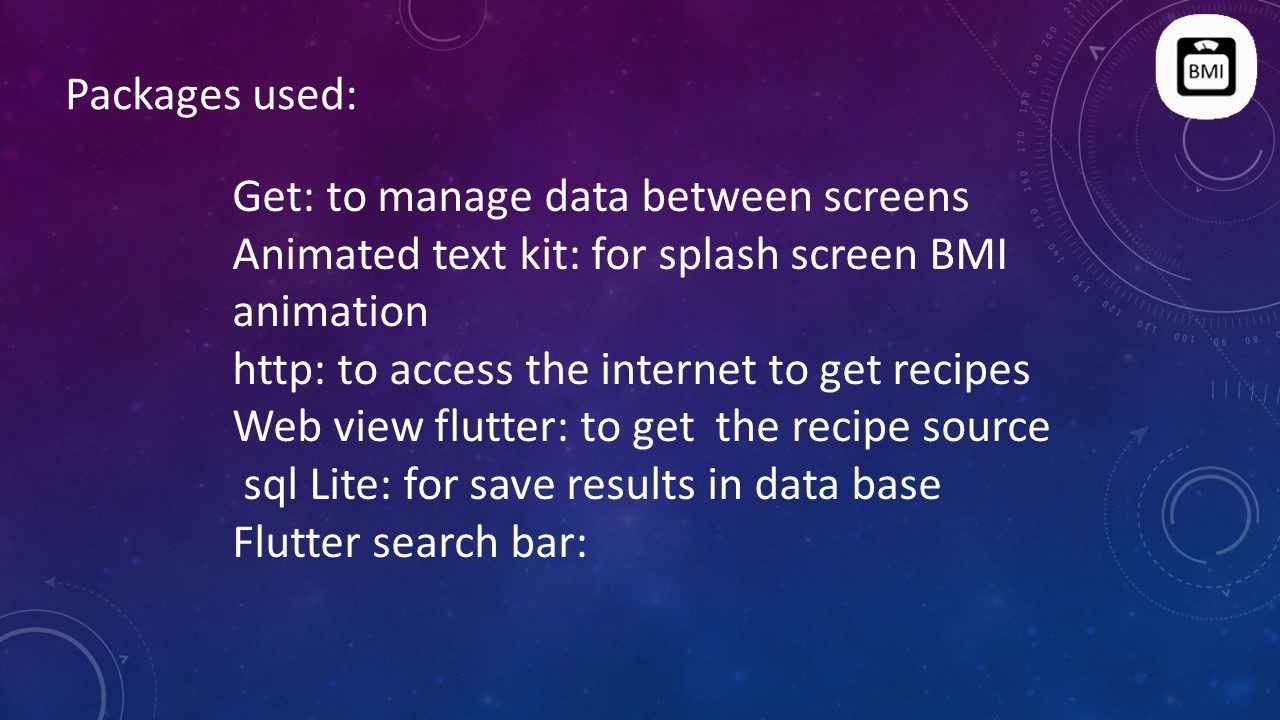 BMI
Packages used:
Get: to manage data between screens
Animated text kit: for splash screen BMI
animation
http: to access the internet to get recipes
Web view flutter: to get  the recipe source
sql Lite: for save results in data base
Flutter search bar: